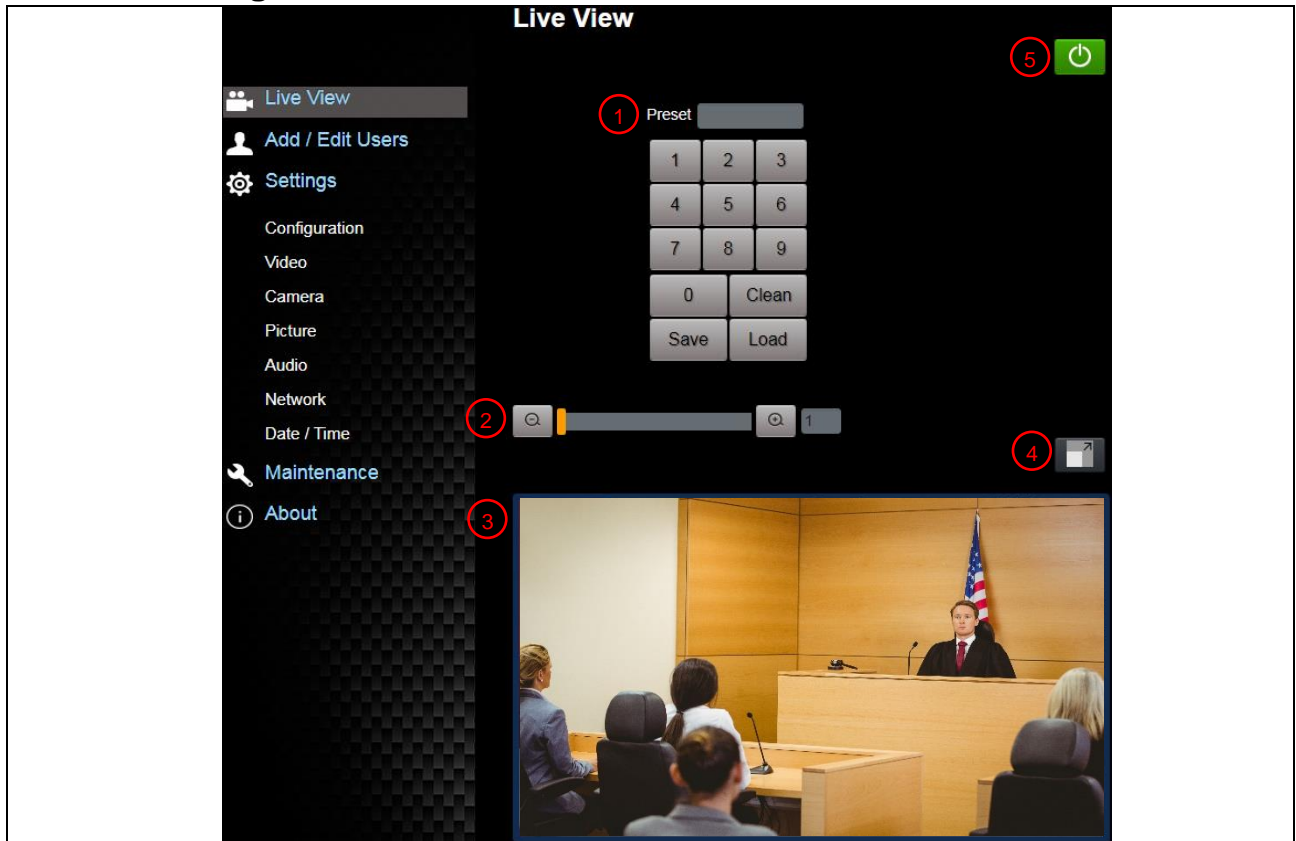 Live View
5
Live View
Add / Edit Users
Settings
Configuration
Video
Camera
Picture
Audio
Network
Date / Time
Maintenance
About
1 Preset
1 2 3
4 5 6
7 8 9
0 Clean
Save Load
2 1
4
3